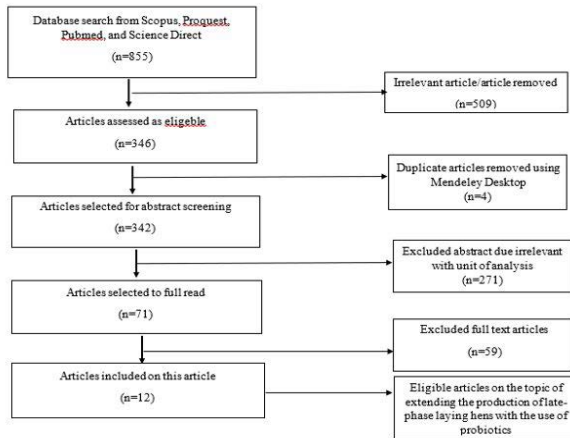 Database search from Scopus, Proquest,
Pubmed, and Science Direct
(n=855)
Irrelevant article/article removed
(n=509)
Articles assessed as eligeble
(n=346)
Duplicate articles removed using
Mendeley Desktop
(n=4)
Articles selected for abstract screening
(n=342)
Excluded abstract due irrelevant
with unit of analysis
(n=271)
Articles selected to full read
(n=71)
Excluded full text articles
(n=59)
Articles included on this article
(n=12)
Eligible articles on the topic of
extending the production of late-
phase laying hens with the use of
probiotics